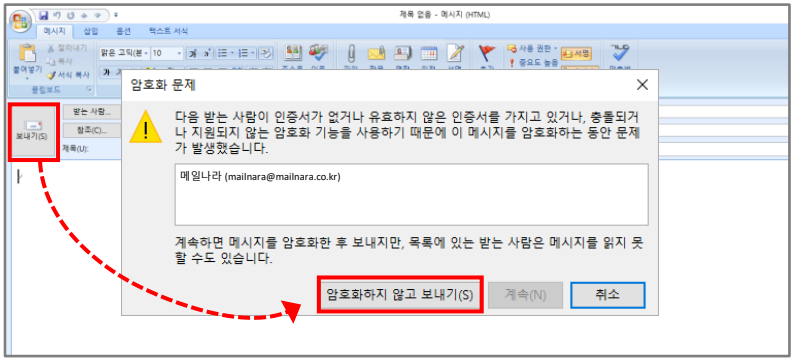 제목 없음 - 메시지 (HTML)
메시지 삽입 옵션 텍스트 서식
잘라내기
복사
붙여넣기
서식 복사
클립보드
맑은 고딕(본 10
가
사용 권한
서명
중요도 높음
받는 사람...
참조(C)...
제목(U):
보내기(S)
암호화 문제
다음 받는 사람이 인증서가 없거나 유효하지 않은 인증서를 가지고 있거나, 충돌되거
나 지원되지 않는 암호화 기능을 사용하기 때문에 이 메시지를 암호화하는 동안 문제
가 발생했습니다.
메일나라 (mailnara@mailnara.co.kr)
계속하면 메시지를 암호화한 후 보내지만, 목록에 있는 받는 사람은 메시지를 읽지 못
할 수도 있습니다.
암호화하지 않고 보내기(S) 계속(N) 취소